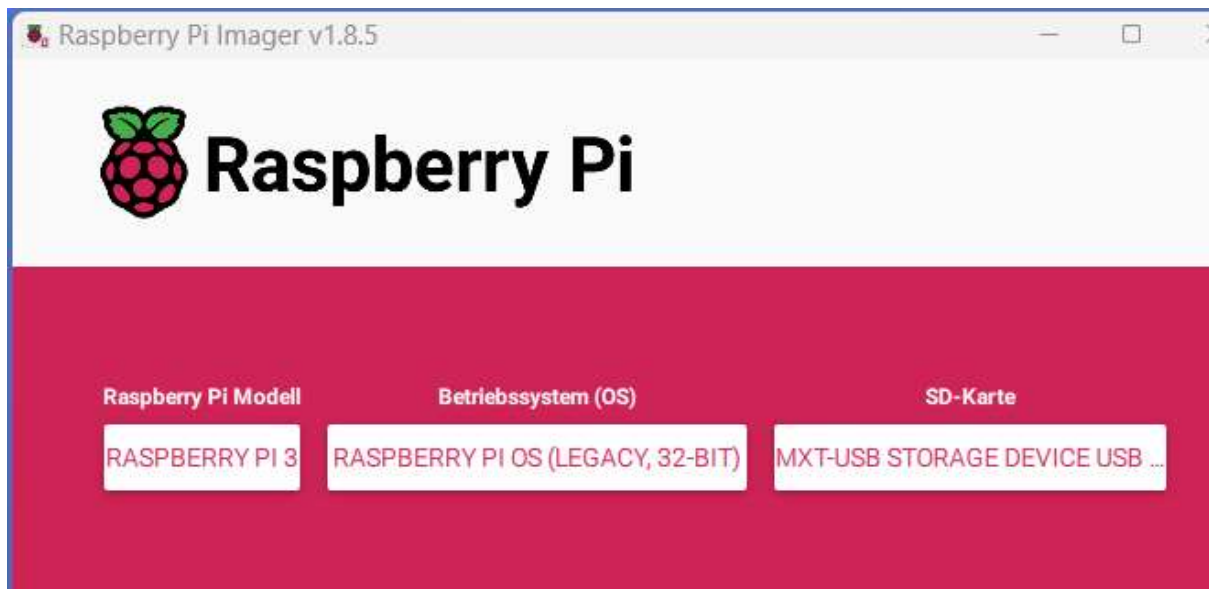 Raspberry Pi Imager v1.8.5
Raspberry Pi
Raspberry Pi Modell
Betriebssystem (OS)
SD-Karte
RASPBERRY PI 3
RASPBERRY PI OS (LEGACY, 32-BIT)
MXT-USB STORAGE DEVICE USB ...